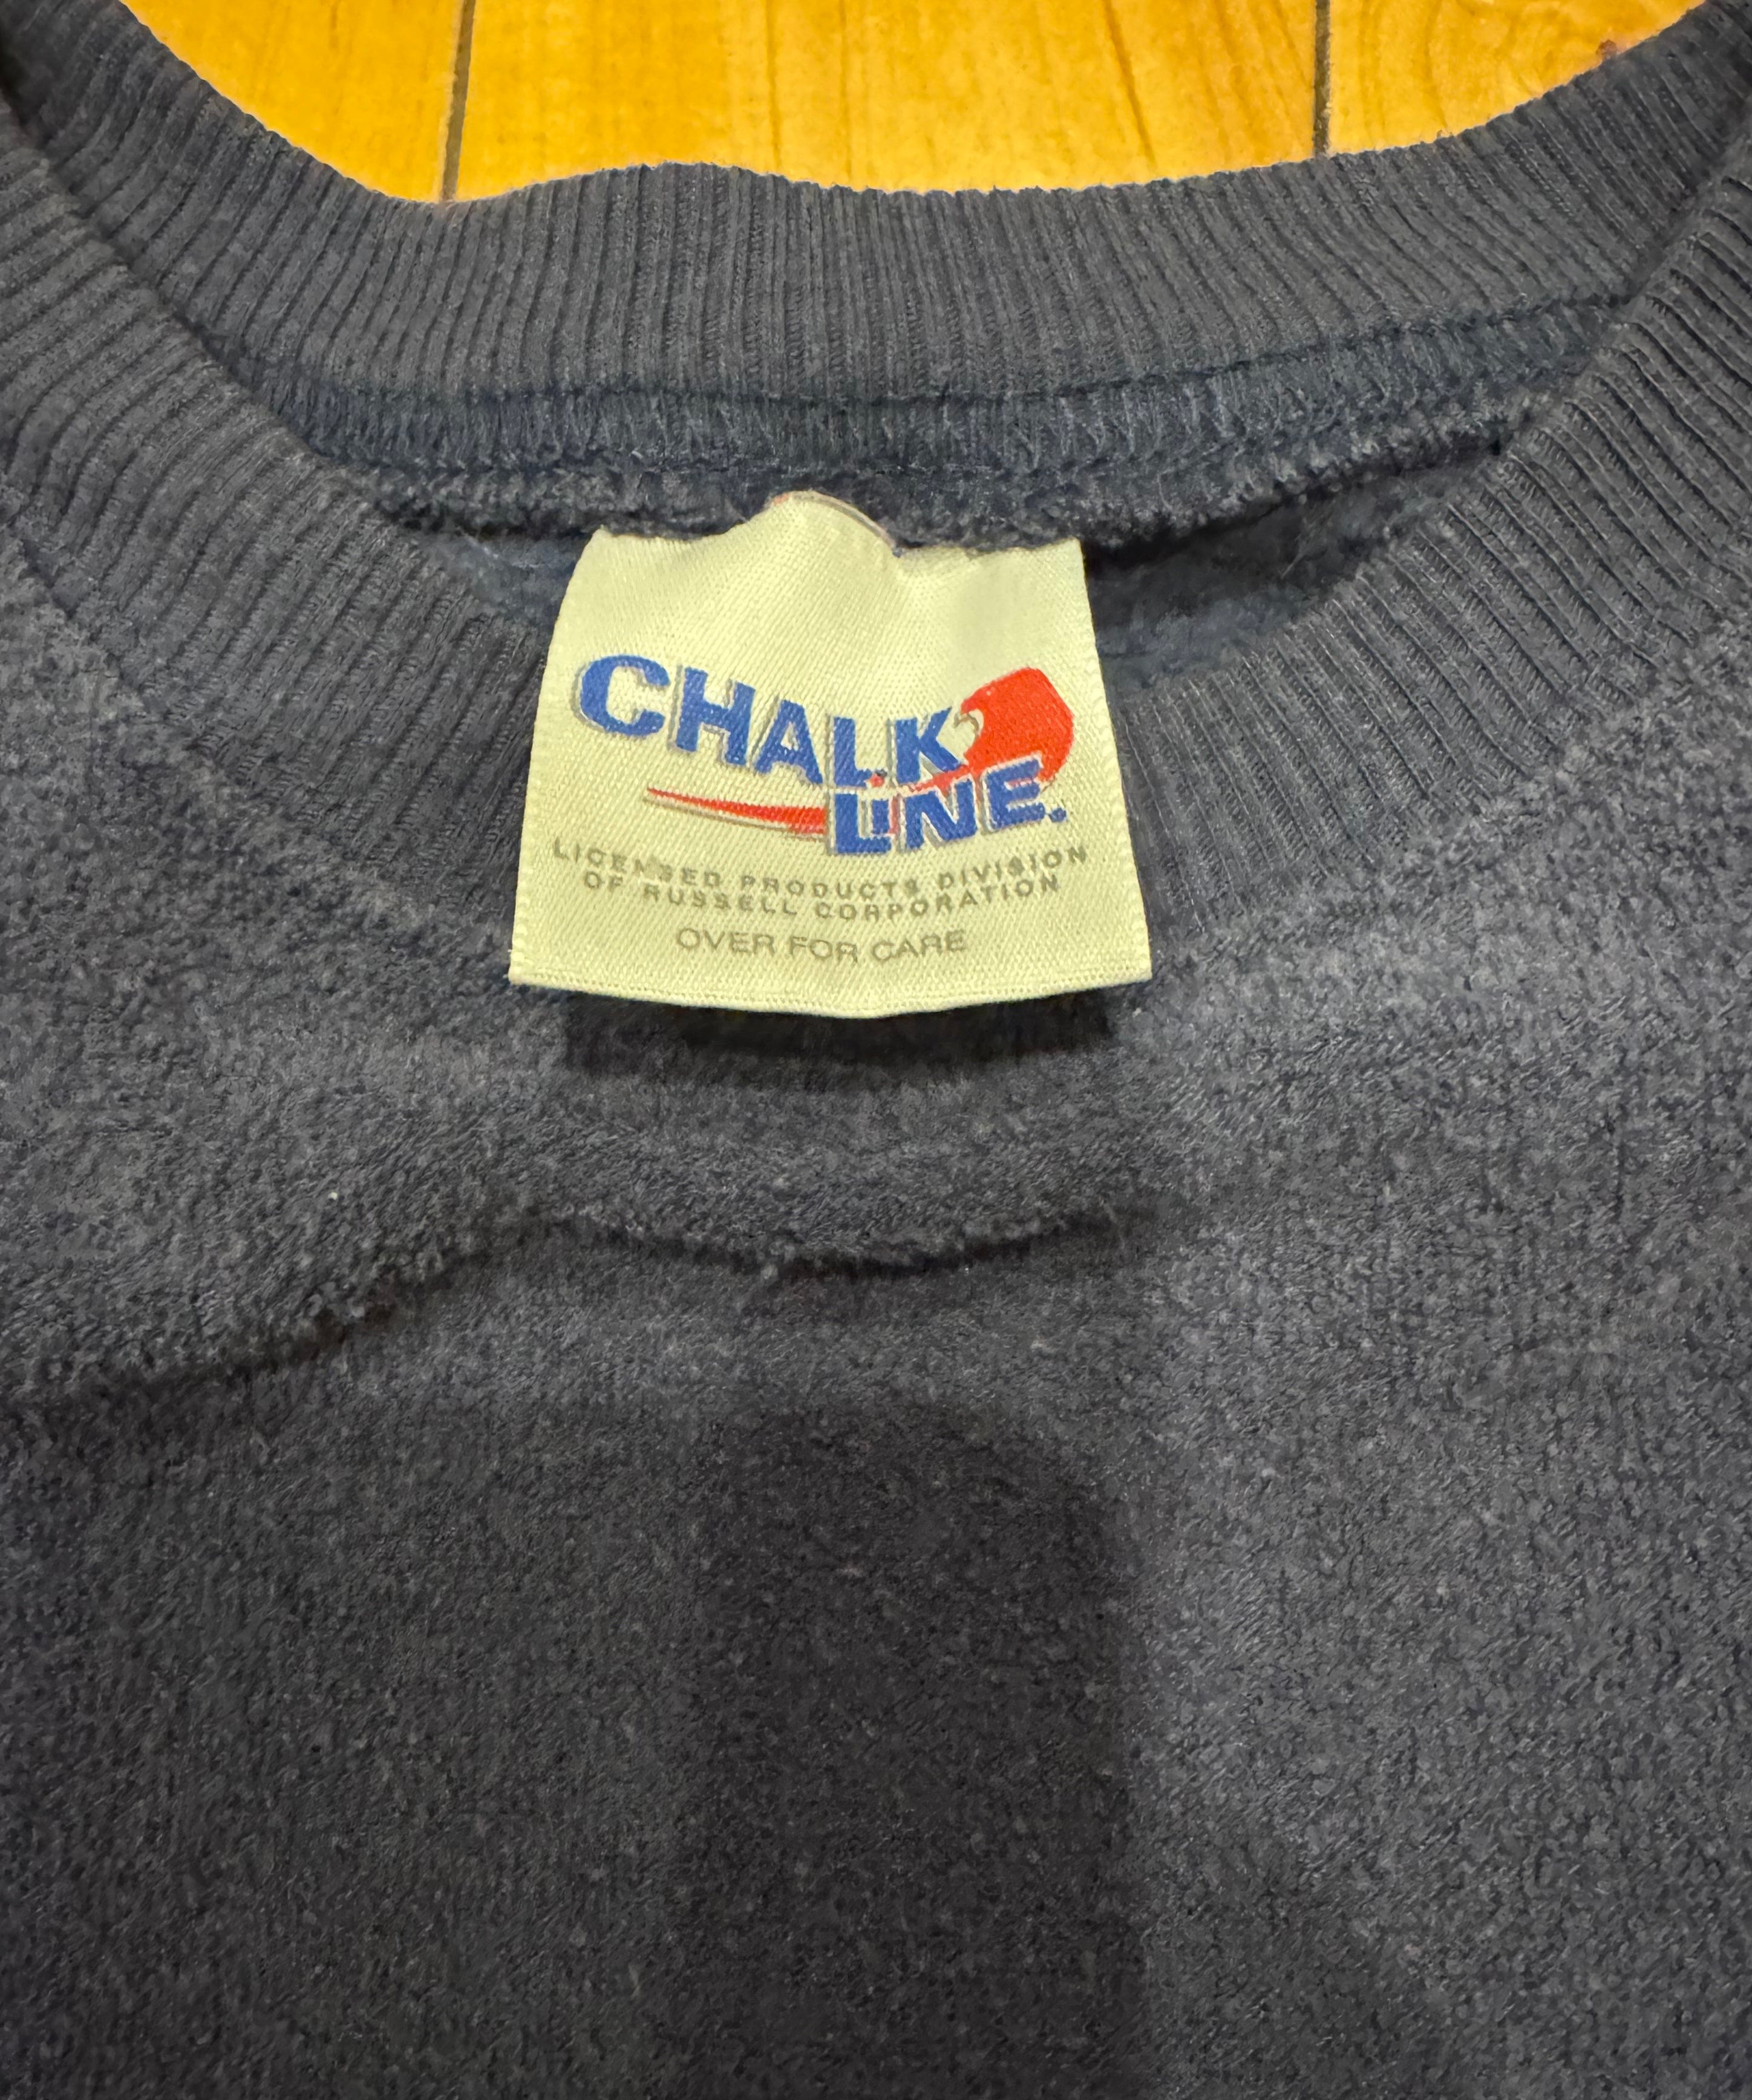 CHALK
LINE.
LICENSED PRODUCTS DIVISION
OF RUSSELL CORPORATION
OVER FOR CARE